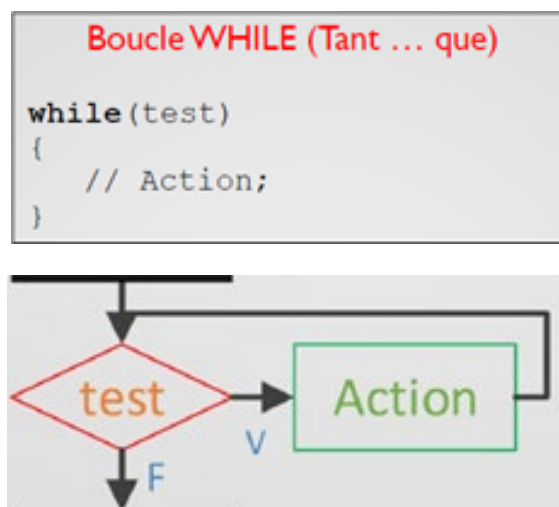 Boucle WHILE (Tant … que)
while(test)
{
// Action;
}
test
Action
V
F